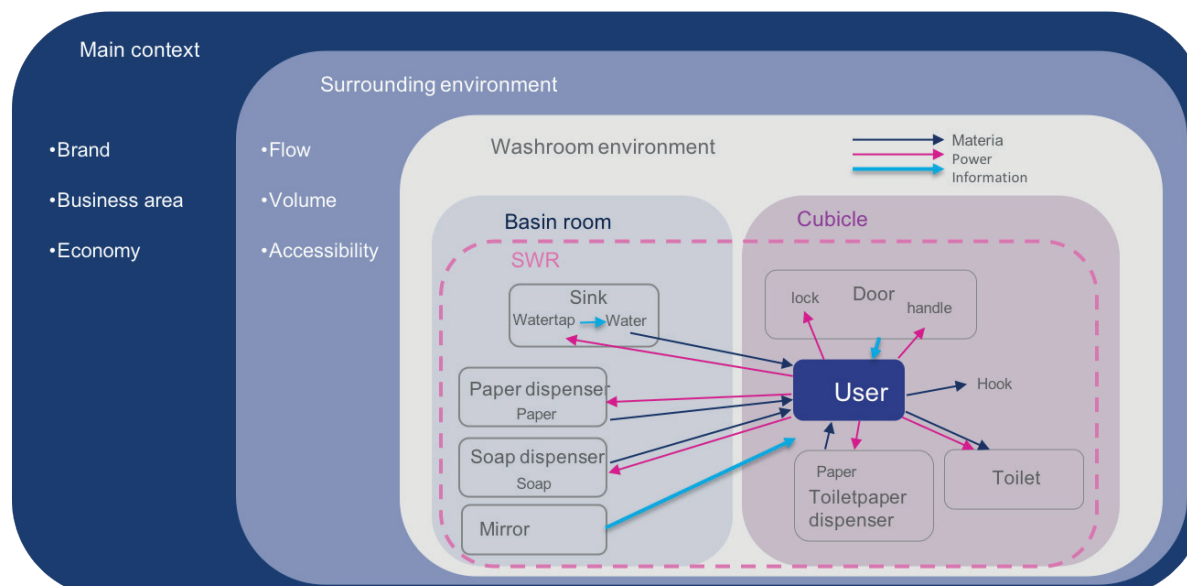 Main context
Surrounding environment
•Brand
•Business area
•Economy
•Flow
•Volume
•Accessibility
Washroom environment
Materia
Power
Information
Basin room
Cubicle
SWR
Sink
Watertap
Water
Paper dispenser
Paper
Soap dispenser
Soap
Mirror
lock
Door
handle
User
Hook
Paper
Toiletpaper
dispenser
Toilet